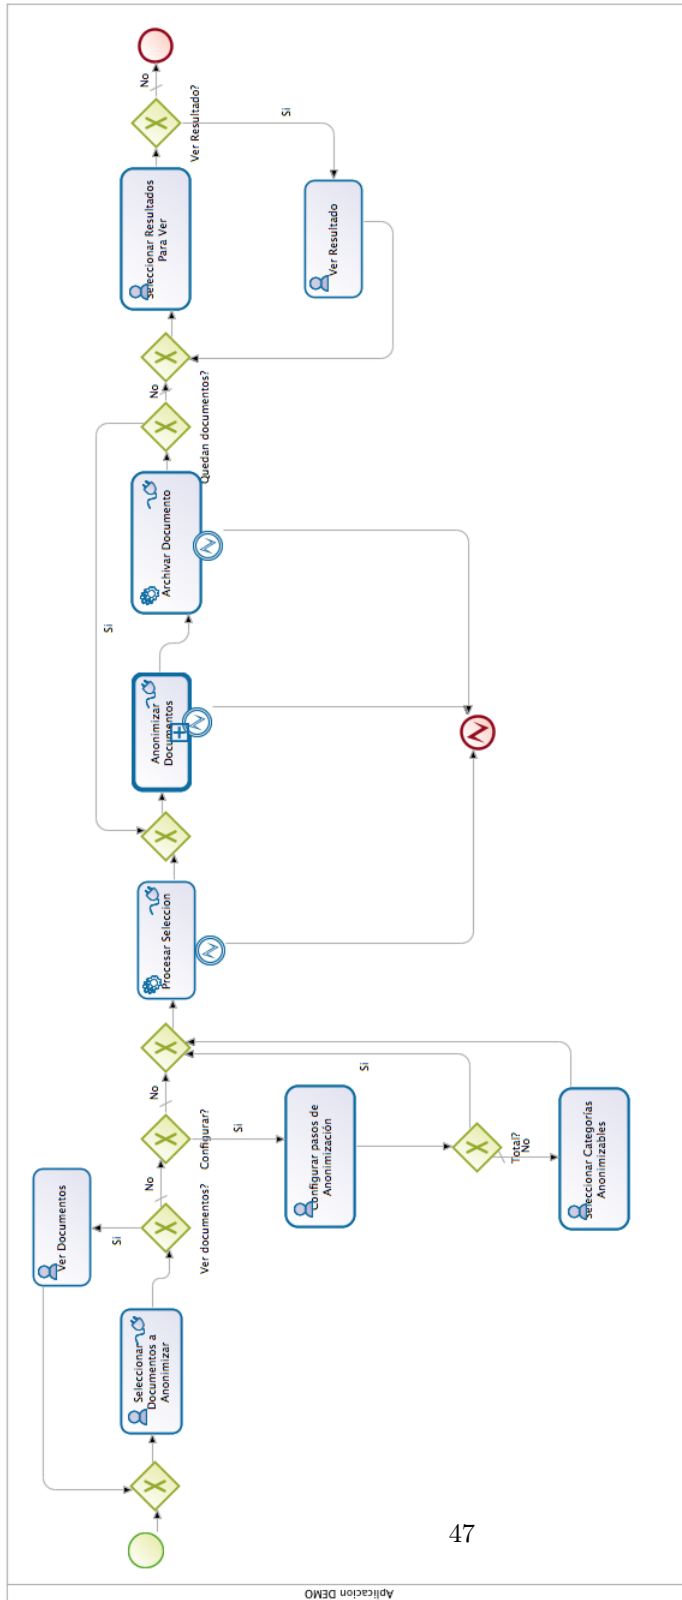 No
Ver Resultado?
Si
Seleccionar Resultados
Para Ver
Ver Resultado
No
Quedan documentos?
Archivar Documento
Si
Anonimizar
Documentos
Procesar Seleccion
No
Configurar?
Si
Si
Configurar pasos de
Anonimización
Total?
No
Seleccionar Categorías
Anonimizables
Ver Documentos
Si
No
Ver documentos?
Seleccionar
Documentos a
Anonimizar
47
Aplicacion DEMO